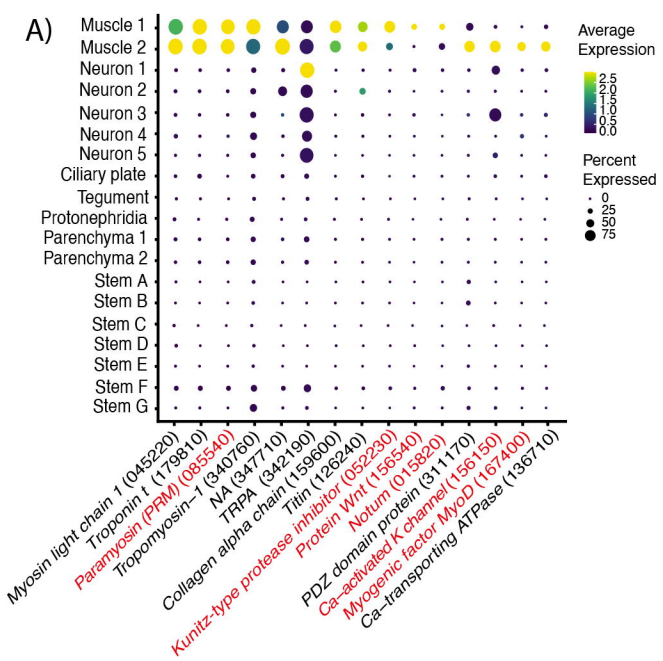 A)
Muscle 1
Muscle 2
Neuron 1
Neuron 2
Neuron 3
Neuron 4
Neuron 5
Ciliary plate
Tegument
Protonephridia
Parenchyma 1
Parenchyma 2
Stem A
Stem B
Stem C
Stem D
Stem E
Stem F
Stem G
Myosin light chain 1 (045220)
Troponin t (179810)
Paramyosin (PRM) (085540)
Tropomyosin–1 (340760)
NA (347710)
TRPA (342190)
Collagen alpha chain (159600)
Titin (126240)
Kunitz-type protease inhibitor (052230)
Protein Wnt (156540)
Notum (015820)
PDZ domain protein (311170)
Ca–activated K channel (156150)
Myogenic factor MyoD (167400)
Ca–transporting ATPase (136710)
Average
Expression
2.5
2.0
1.5
1.0
0.5
0.0
Percent
Expressed
0
25
50
75